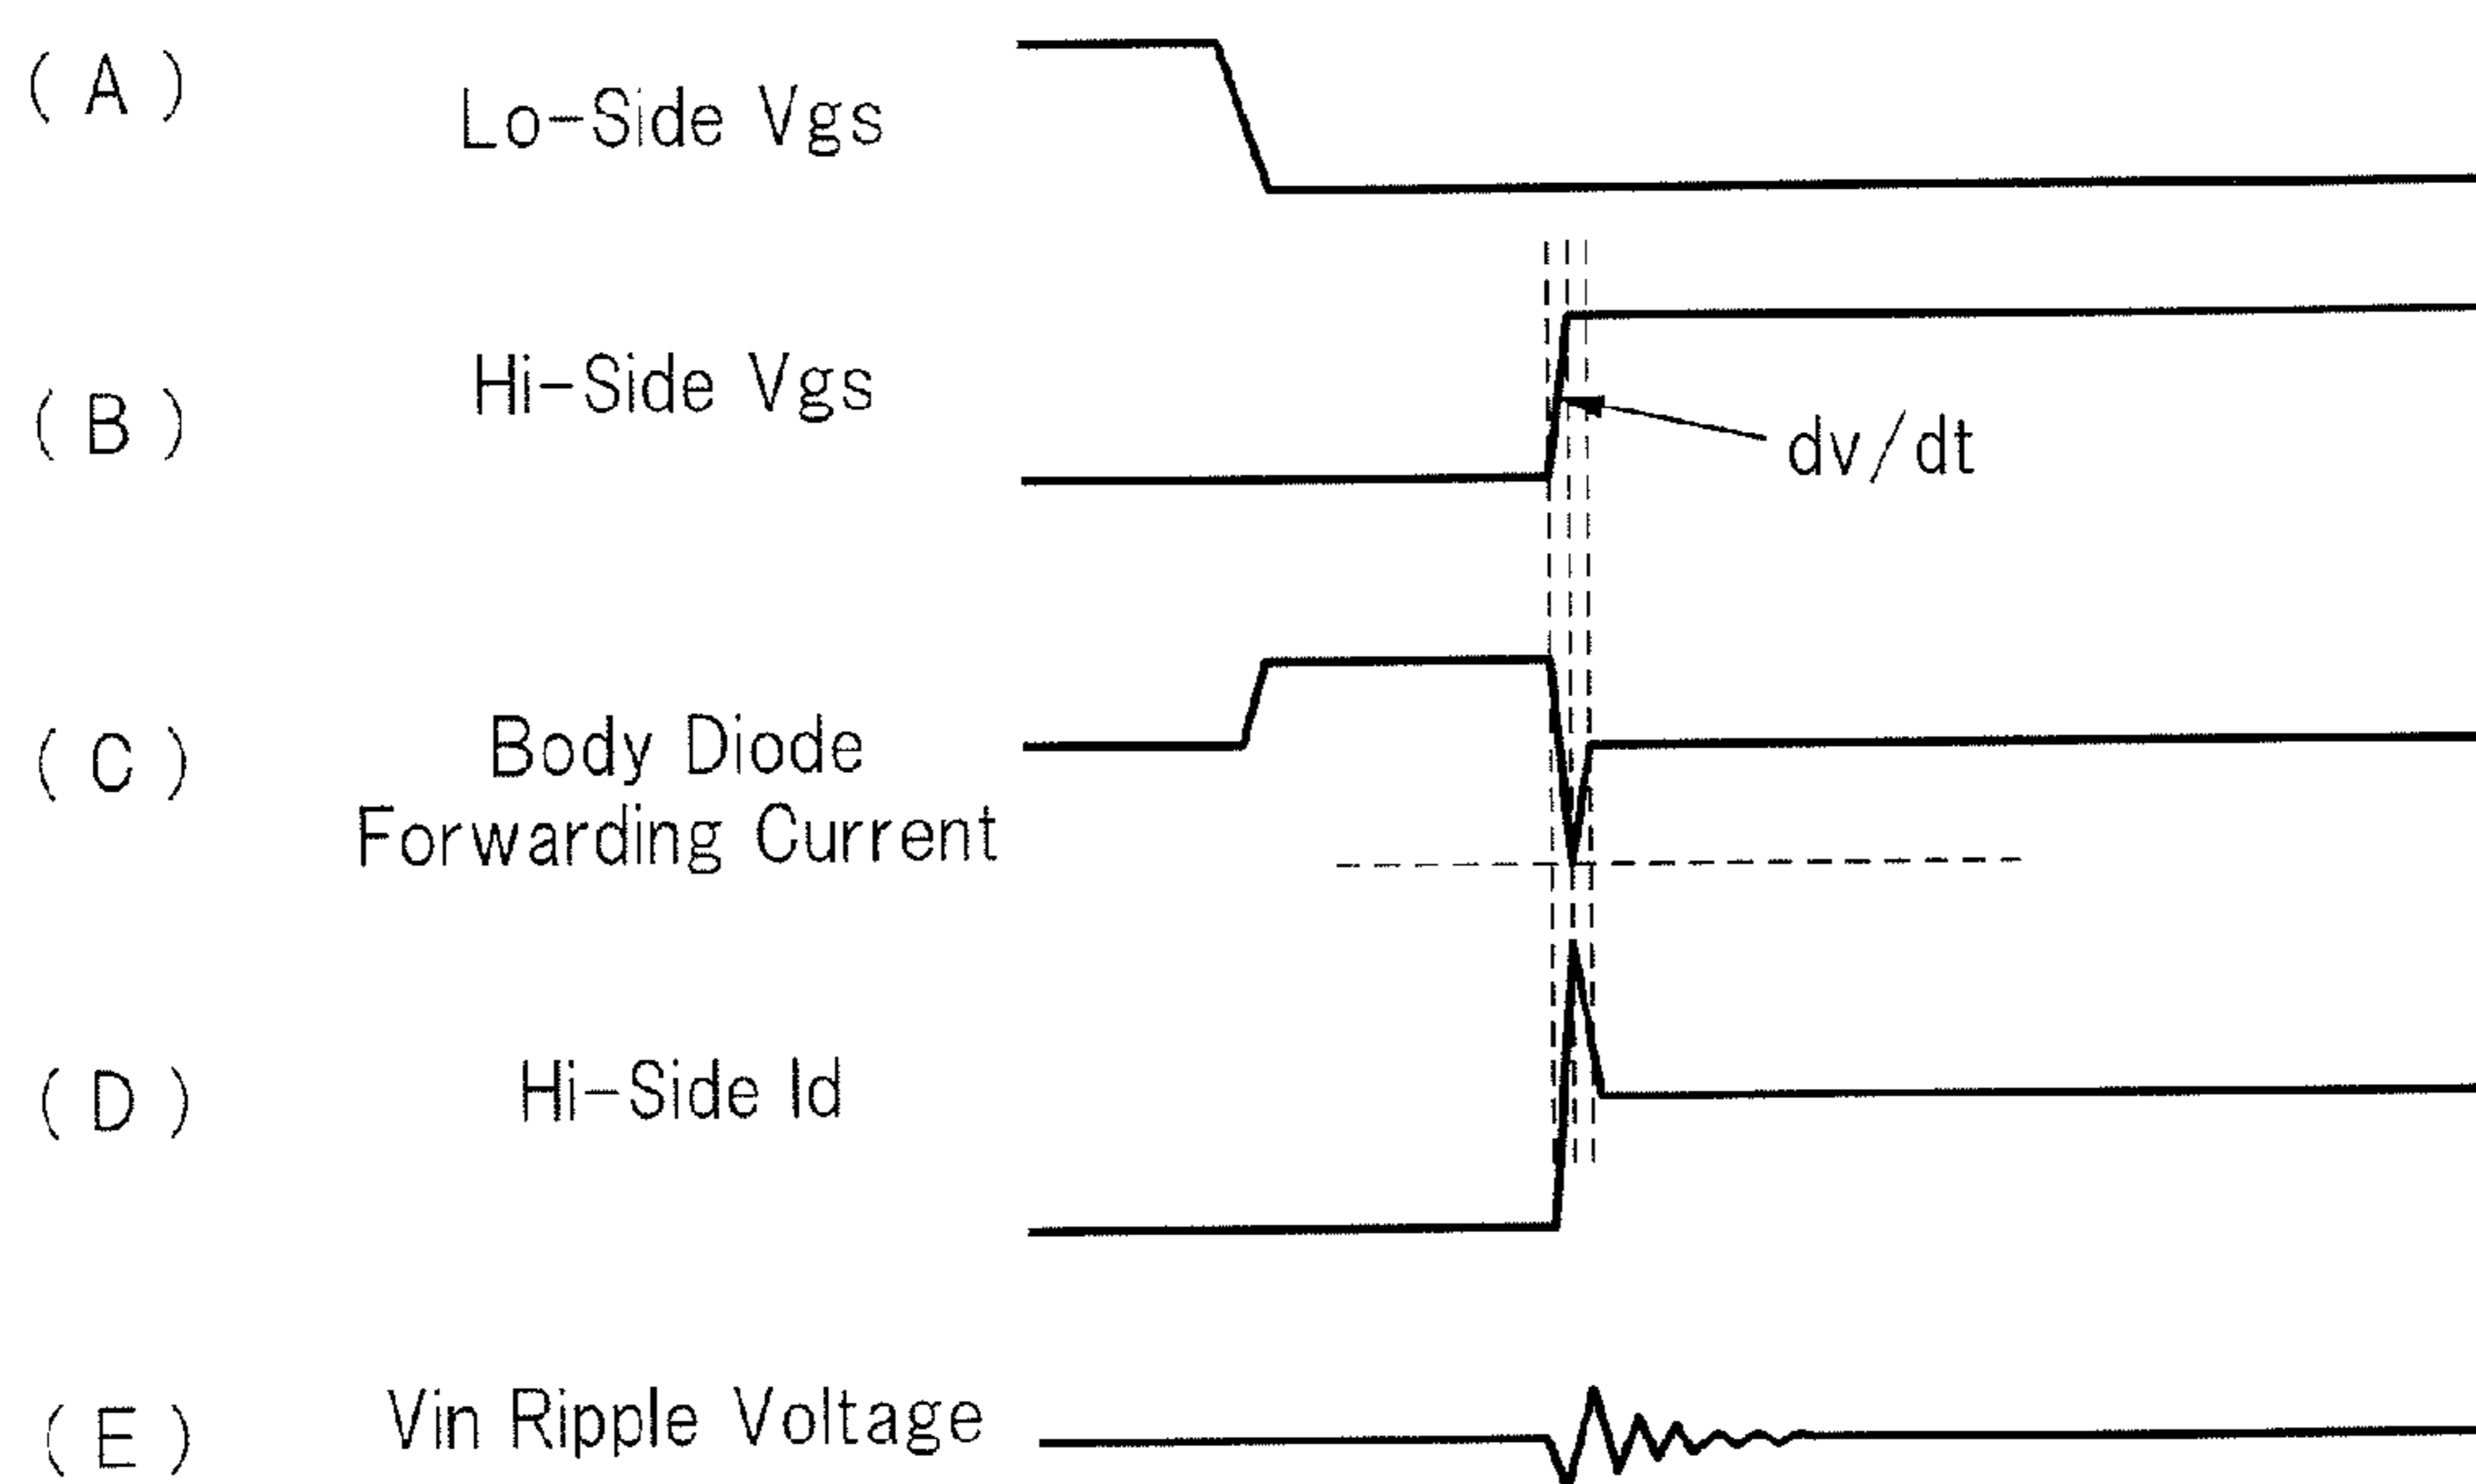 ( A ) Lo-Side Vgs
( B ) Hi-Side Vgs
dv/dt
( C ) Body Diode
Forwarding Current
( D ) Hi-Side Id
( E ) Vin Ripple Voltage